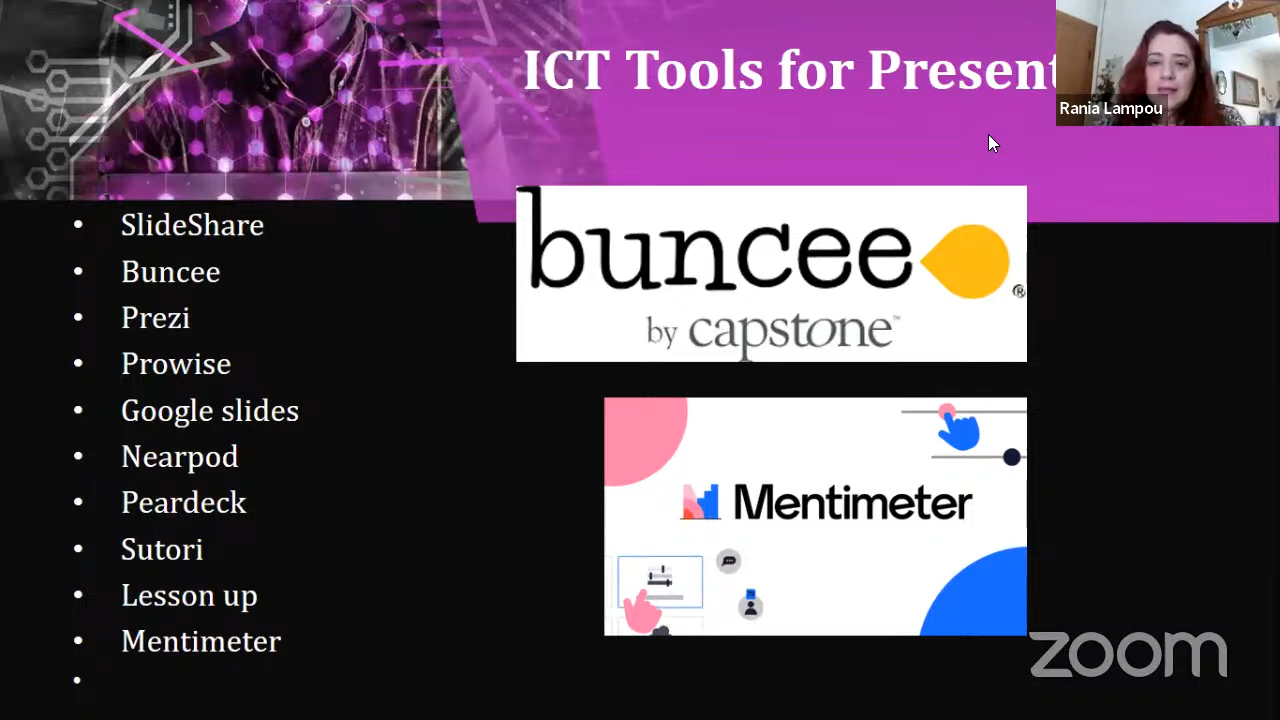 ICT Tools for Present
Rania Lampou
• SlideShare
• Buncee
• Prezi
• Prowise
• Google slides
• Nearpod
• Peardeck
• Sutori
• Lesson up
• Mentimeter
•
buncee®
by capstone™
Mentimeter
zoom